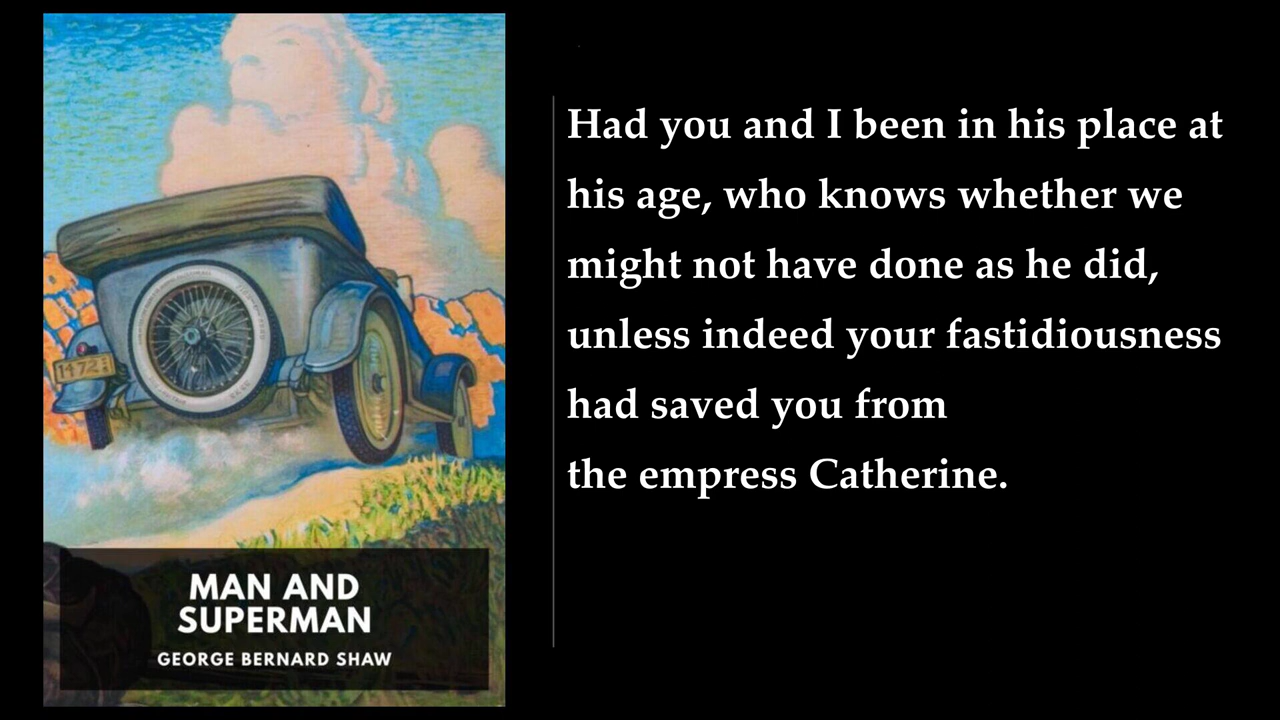 Had you and I been in his place at
his age, who knows whether we
might not have done as he did,
unless indeed your fastidiousness
had saved you from
the empress Catherine.
1472
MAN AND
SUPERMAN
GEORGE BERNARD SHAW